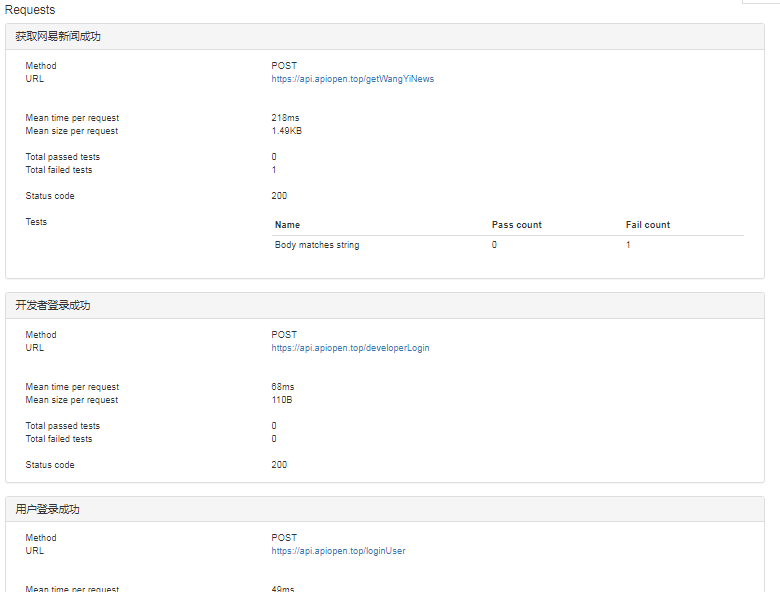 Requests
获取网易新闻成功
Method POST
URL https://api.apiopen.top/getWangYiNews
Mean time per request 218ms
Mean size per request 1.49KB
Total passed tests 0
Total failed tests 1
Status code 200
Tests
Name Pass count Fail count
Body matches string 0 1
开发者登录成功
Method POST
URL https://api.apiopen.top/developerLogin
Mean time per request 68ms
Mean size per request 110B
Total passed tests 0
Total failed tests 0
Status code 200
用户登录成功
Method POST
URL https://api.apiopen.top/loginUser
Mean time per request 49ms